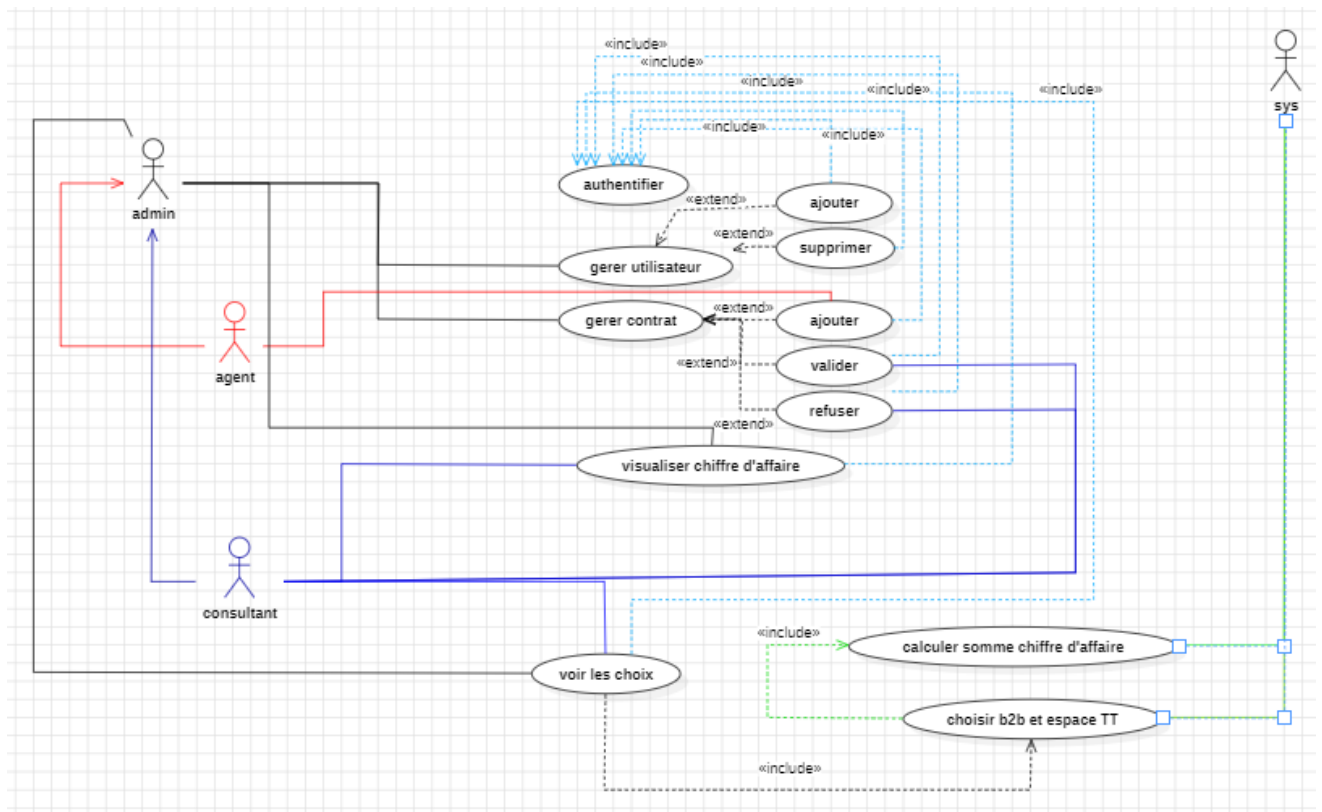 «include»
«include»
«include»
«include»
«include»
sys
«include»
«include»
authentifier
admin
«extend»
ajouter
«extend»
supprimer
gerer utilisateur
«extend»
gerer contrat
ajouter
«extend»
valider
agent
refuser
«extend»
visualiser chiffre d'affaire
consultant
«include»
calculer somme chiffre d'affaire
voir les choix
choisir b2b et espace TT
«include»